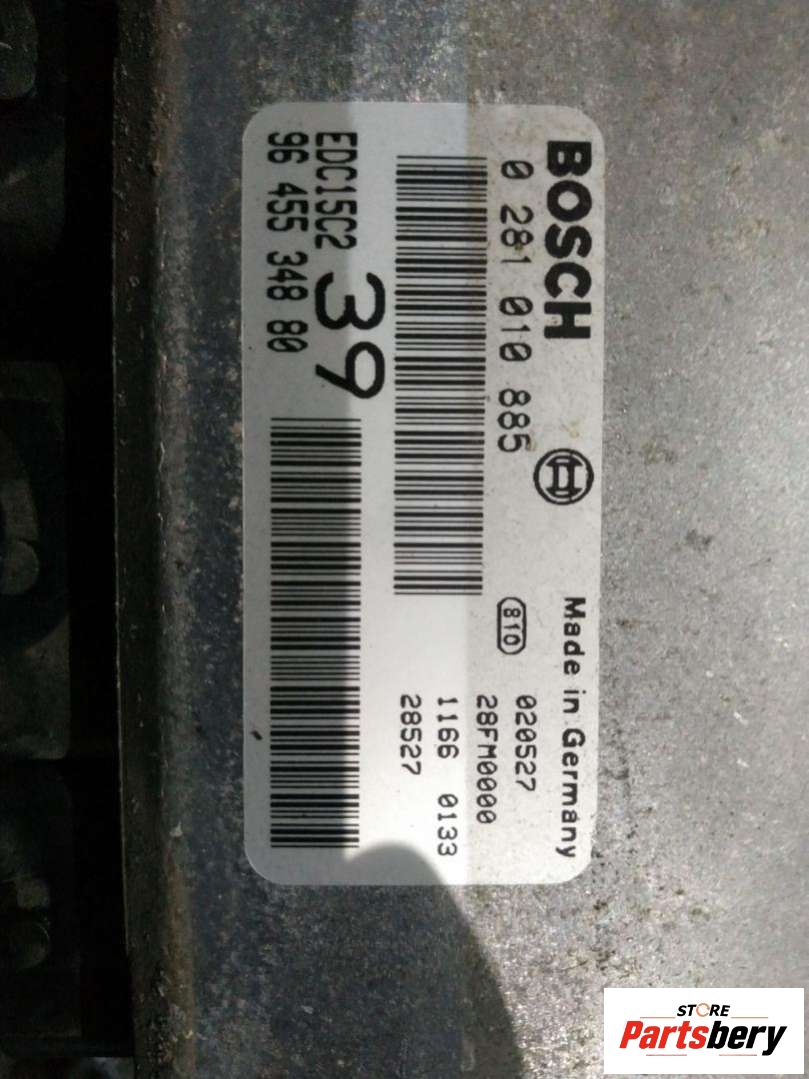 BOSCH
Made in Germany
0 281 010 885
810
020527
28FM0000
1166 0133
28527
EDC15C2
39
96 455 348 80
STORE
Partsbery